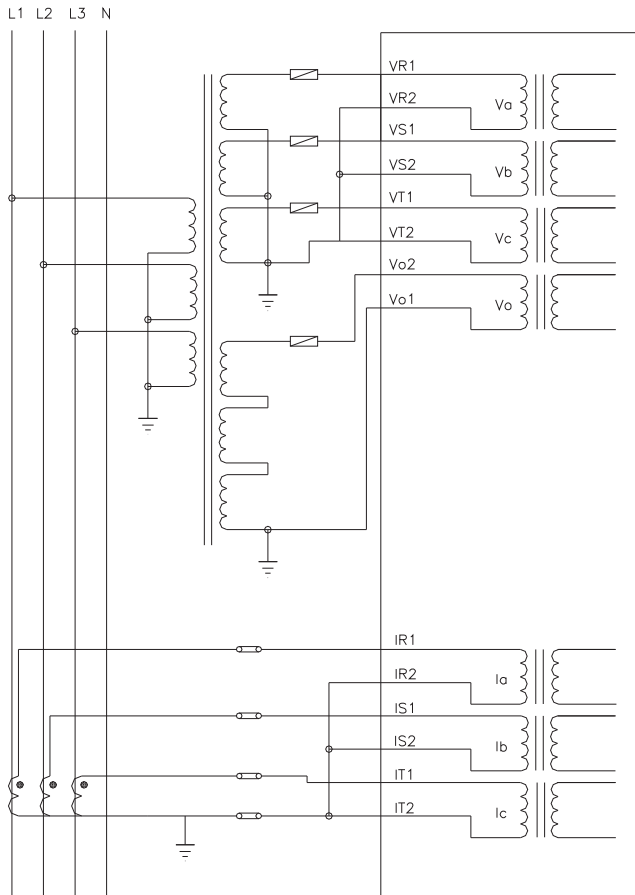 L1 L2 L3 N
VR1
VR2
Va
VS1
VS2
Vb
VT1
VT2
Vc
Vo2
Vo1
Vo
IR1
IR2
Ia
IS1
IS2
Ib
IT1
IT2
Ic